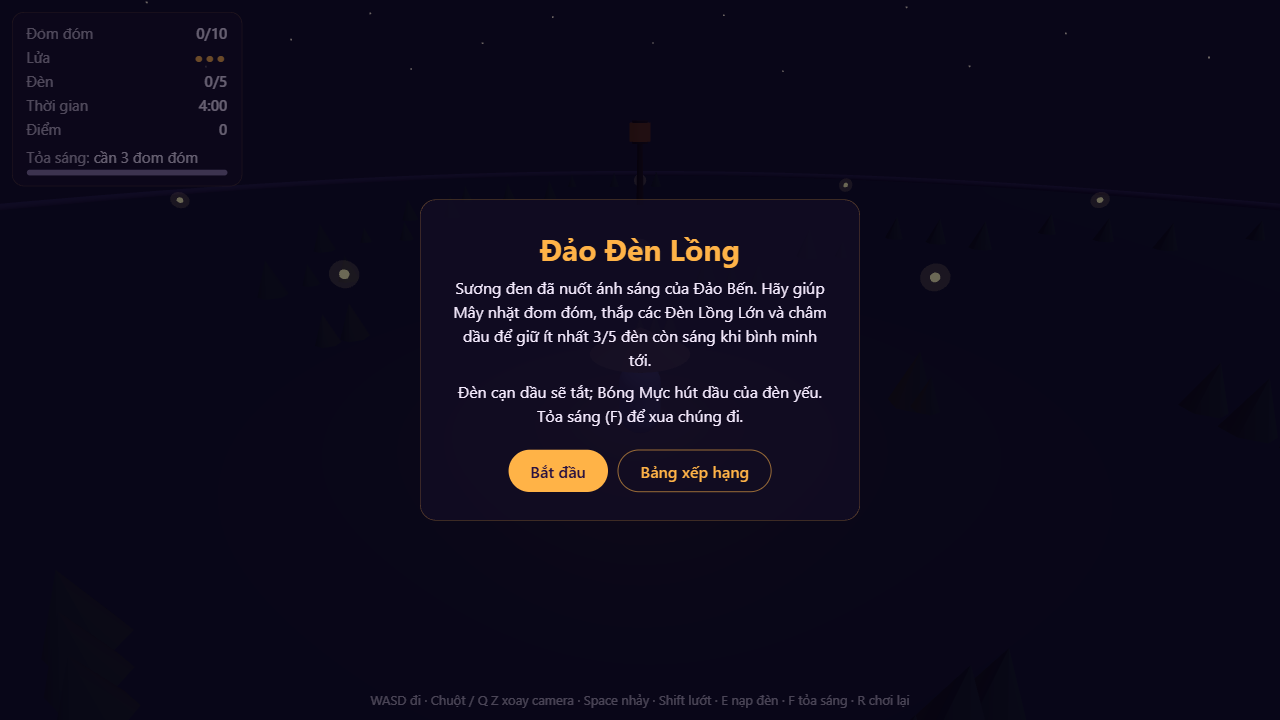 Đom đóm 0/10
Lửa ●●●
Đèn 0/5
Thời gian 4:00
Điểm 0
Tỏa sáng: cần 3 đom đóm
Đảo Đèn Lồng
Sương đen đã nuốt ánh sáng của Đảo Bến. Hãy giúp
Mây nhặt đom đóm, thắp các Đèn Lồng Lớn và châm
dầu để giữ ít nhất 3/5 đèn còn sáng khi bình minh
tới.
Đèn cạn dầu sẽ tắt; Bóng Mực hút dầu của đèn yếu.
Tỏa sáng (F) để xua chúng đi.
Bắt đầu
Bảng xếp hạng
WASD đi · Chuột / Q Z xoay camera · Space nhảy · Shift lướt · E nạp đèn · F tỏa sáng · R chơi lại